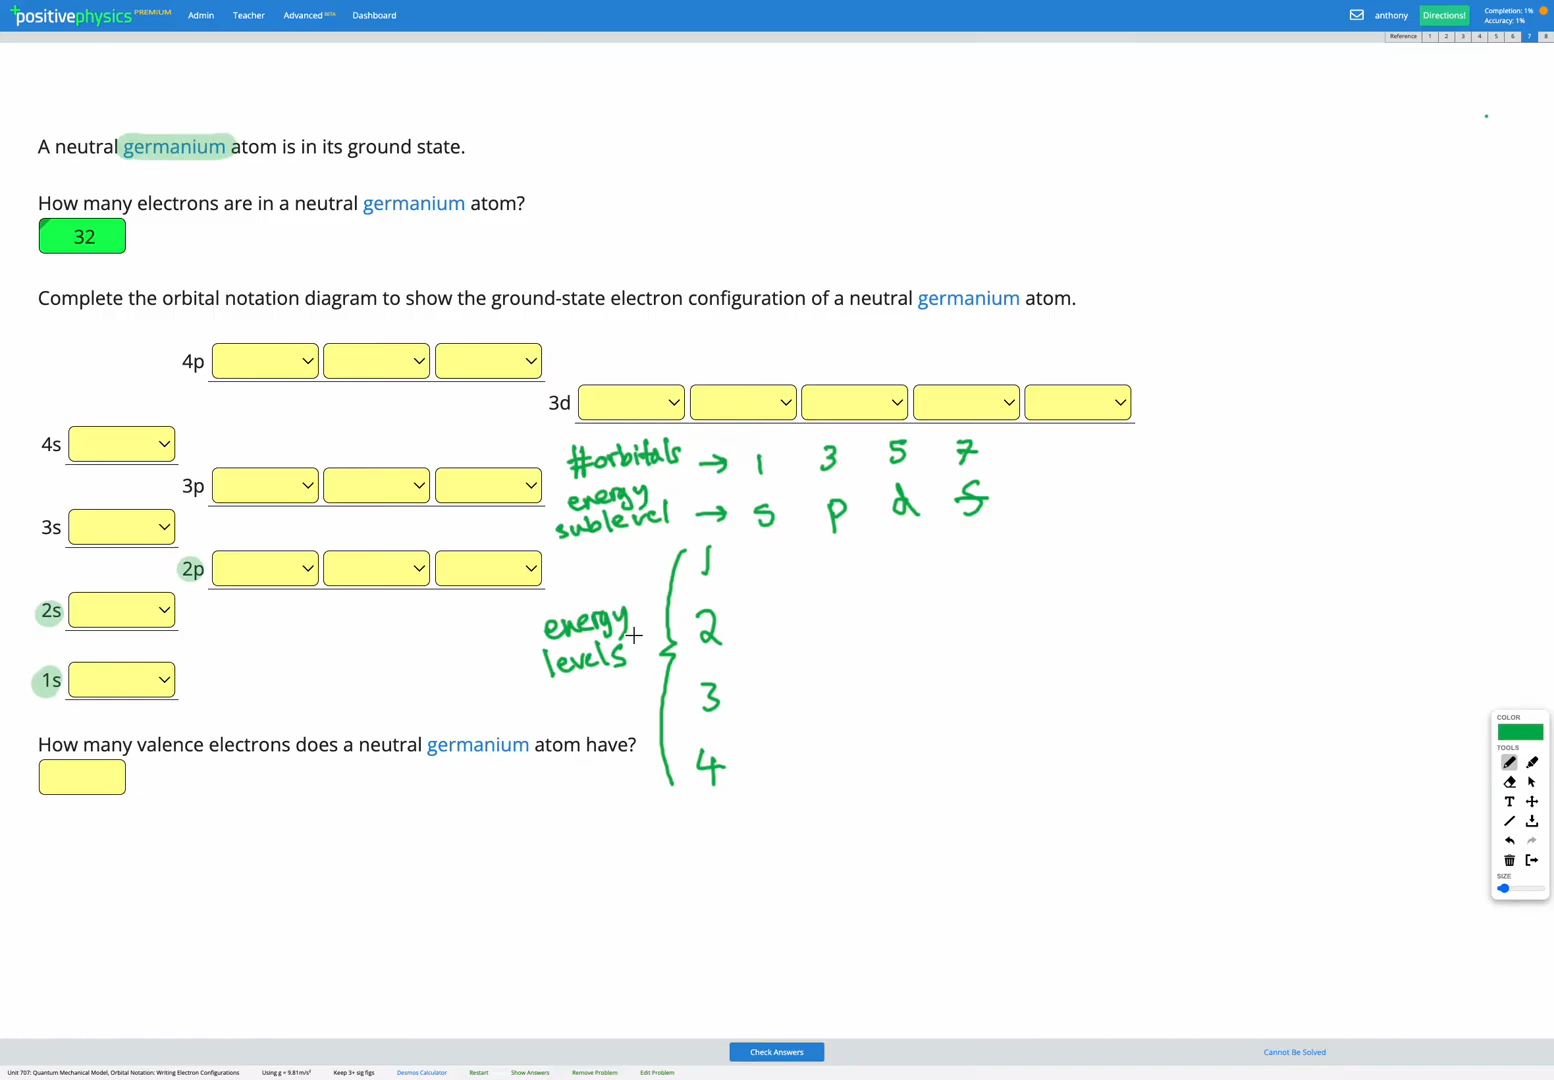 +positivephysics PREMIUM Admin Teacher Advanced BETA Dashboard anthony Directions! Completion: 1%
Accuracy: 1%
Reference 1 2 3 4 5 6 7 8
A neutral germanium atom is in its ground state.
How many electrons are in a neutral germanium atom?
32
Complete the orbital notation diagram to show the ground-state electron configuration of a neutral germanium atom.
4p
3d
4s
#orbitals → 1 3 5 7
3p
energy
sublevel → s p d f
3s
1
2p
2s
energy
levels
2
1s
3
How many valence electrons does a neutral germanium atom have?
4
COLOR
TOOLS
T
SIZE
Check Answers Cannot Be Solved
Unit 707: Quantum Mechanical Model, Orbital Notation: Writing Electron Configurations Using g = 9.81m/s² Keep 3+ sig figs Desmos Calculator Restart Show Answers Remove Problem Edit Problem